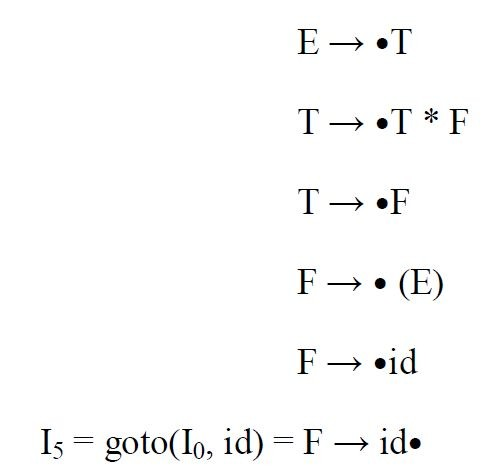 E → •T
T → •T * F
T → •F
F → • (E)
F → •id
I₅ = goto(I₀, id) = F → id•